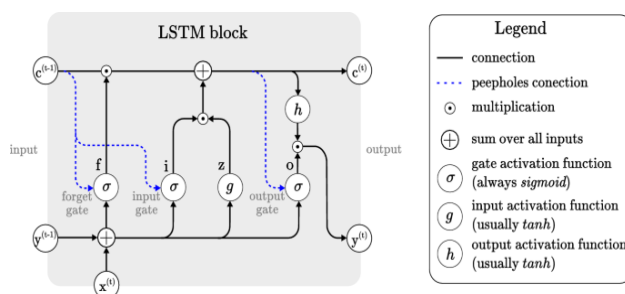 LSTM block
c(t-1)
c(t)
h
input
output
f
i
z
o
σ
σ
g
σ
forget
gate
input
gate
output
gate
y(t-1)
y(t)
x(t)
Legend
connection
peepholes conection
multiplication
sum over all inputs
σ
gate activation function
(always sigmoid)
g
input activation function
(usually tanh)
h
output activation function
(usually tanh)